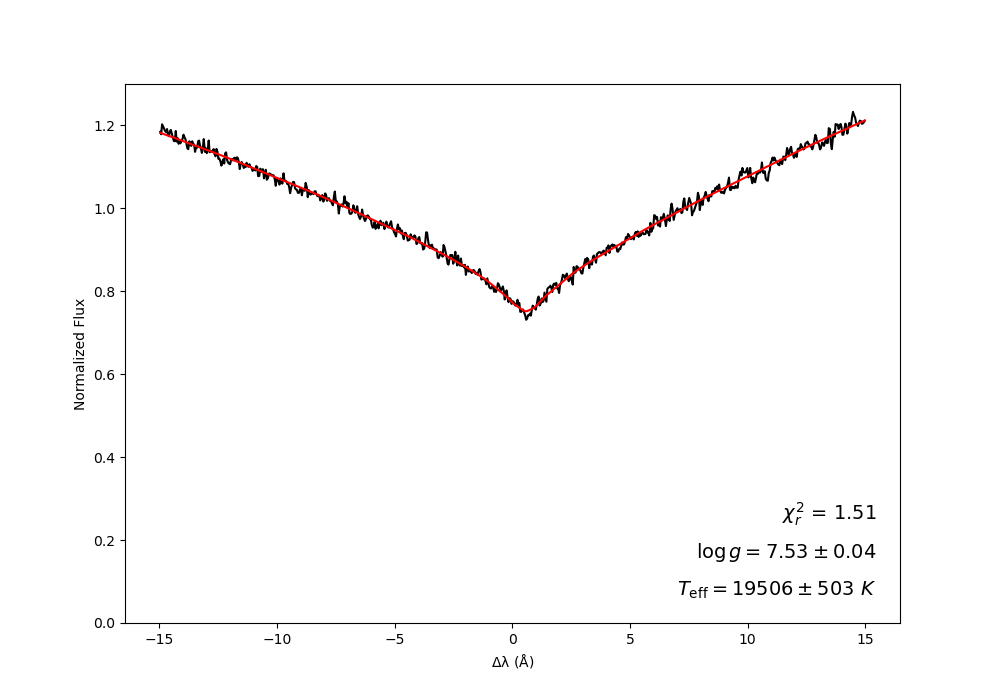 Normalized Flux
1.2
1.0
0.8
0.6
0.4
0.2
0.0
χ²ᵣ = 1.51
log g = 7.53 ± 0.04
T_eff = 19506 ± 503 K
−15
−10
−5
0
5
10
15
Δλ (Å)